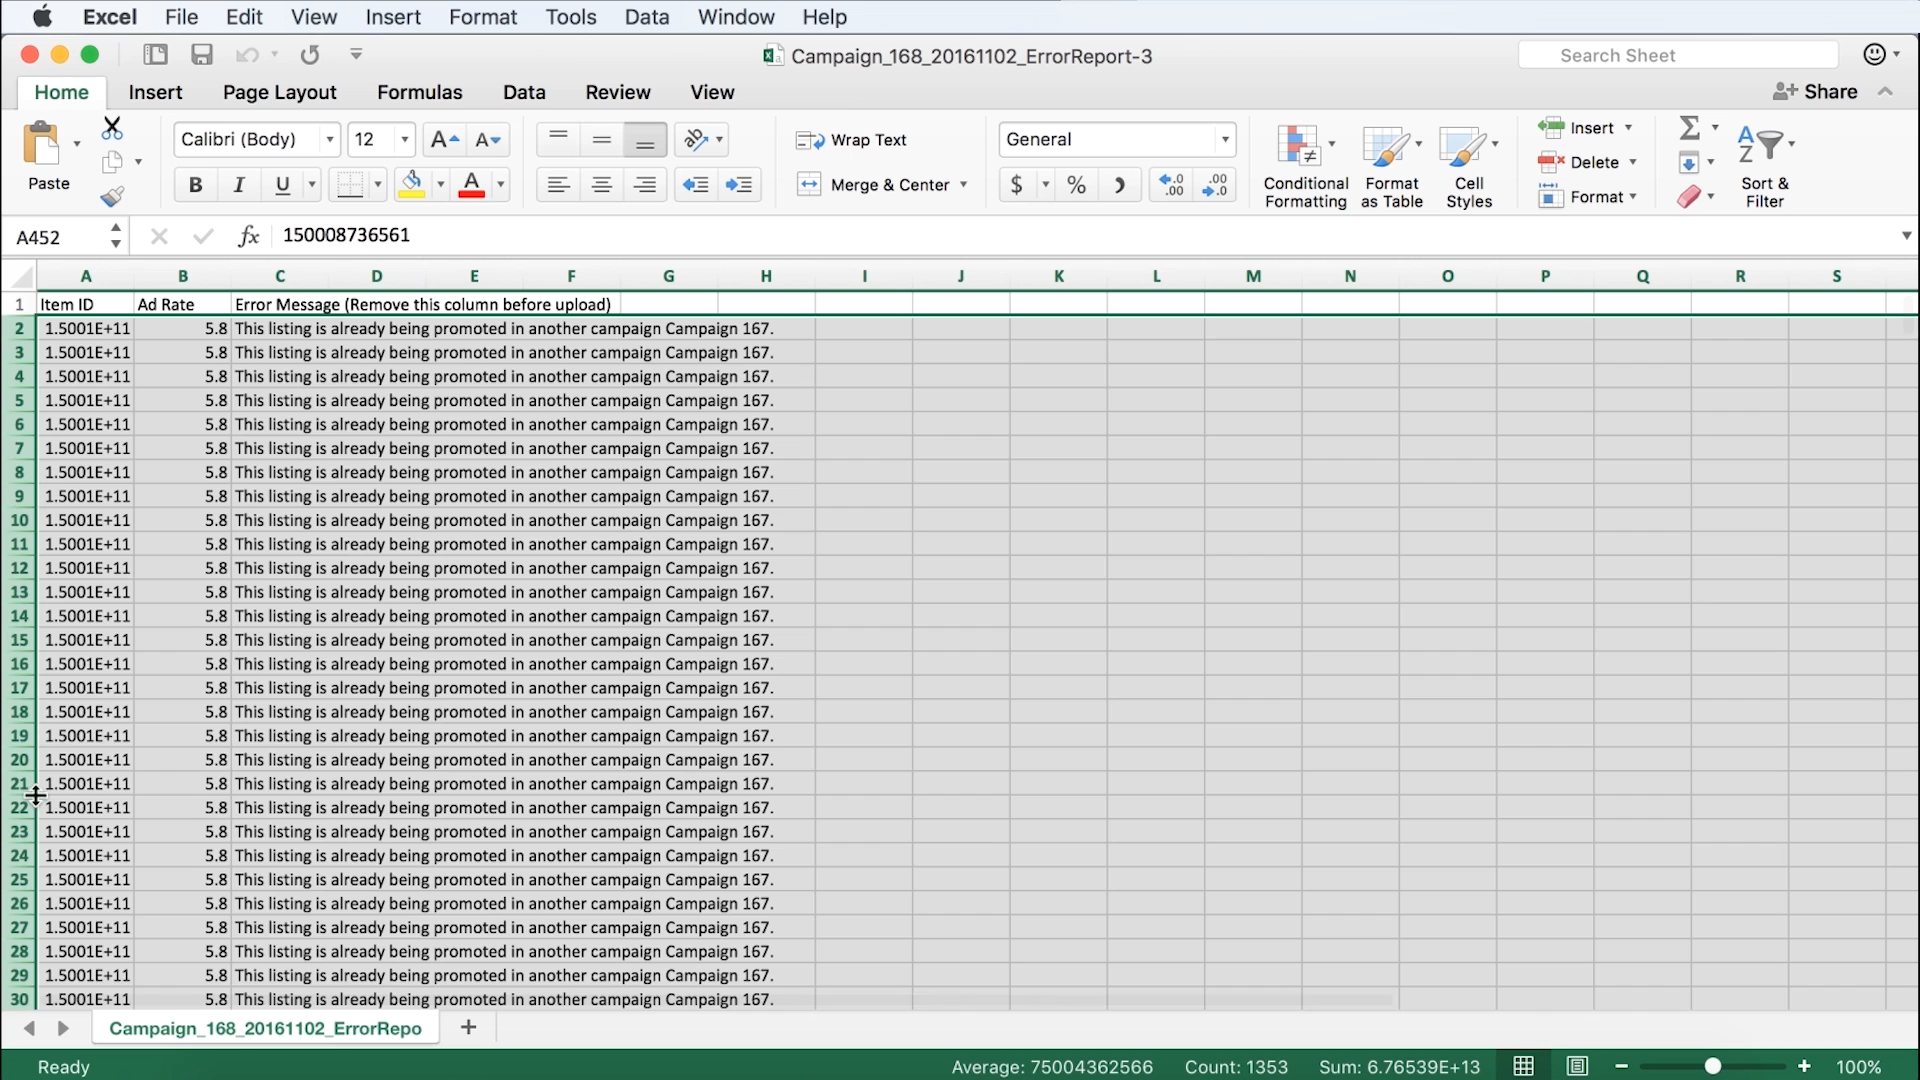 Excel File Edit View Insert Format Tools Data Window Help
Campaign_168_20161102_ErrorReport-3
Search Sheet
Home Insert Page Layout Formulas Data Review View
Share
Paste
Calibri (Body) 12
B I U
Wrap Text
Merge & Center
General
$ %
Conditional Formatting
Format as Table
Cell Styles
Insert
Delete
Format
Sort & Filter
A452
fx 150008736561
A B C D E F G H I J K L M N O P Q R S
1 Item ID Ad Rate Error Message (Remove this column before upload)
2 1.5001E+11 5.8 This listing is already being promoted in another campaign Campaign 167.
3 1.5001E+11 5.8 This listing is already being promoted in another campaign Campaign 167.
4 1.5001E+11 5.8 This listing is already being promoted in another campaign Campaign 167.
5 1.5001E+11 5.8 This listing is already being promoted in another campaign Campaign 167.
6 1.5001E+11 5.8 This listing is already being promoted in another campaign Campaign 167.
7 1.5001E+11 5.8 This listing is already being promoted in another campaign Campaign 167.
8 1.5001E+11 5.8 This listing is already being promoted in another campaign Campaign 167.
9 1.5001E+11 5.8 This listing is already being promoted in another campaign Campaign 167.
10 1.5001E+11 5.8 This listing is already being promoted in another campaign Campaign 167.
11 1.5001E+11 5.8 This listing is already being promoted in another campaign Campaign 167.
12 1.5001E+11 5.8 This listing is already being promoted in another campaign Campaign 167.
13 1.5001E+11 5.8 This listing is already being promoted in another campaign Campaign 167.
14 1.5001E+11 5.8 This listing is already being promoted in another campaign Campaign 167.
15 1.5001E+11 5.8 This listing is already being promoted in another campaign Campaign 167.
16 1.5001E+11 5.8 This listing is already being promoted in another campaign Campaign 167.
17 1.5001E+11 5.8 This listing is already being promoted in another campaign Campaign 167.
18 1.5001E+11 5.8 This listing is already being promoted in another campaign Campaign 167.
19 1.5001E+11 5.8 This listing is already being promoted in another campaign Campaign 167.
20 1.5001E+11 5.8 This listing is already being promoted in another campaign Campaign 167.
21 1.5001E+11 5.8 This listing is already being promoted in another campaign Campaign 167.
22 1.5001E+11 5.8 This listing is already being promoted in another campaign Campaign 167.
23 1.5001E+11 5.8 This listing is already being promoted in another campaign Campaign 167.
24 1.5001E+11 5.8 This listing is already being promoted in another campaign Campaign 167.
25 1.5001E+11 5.8 This listing is already being promoted in another campaign Campaign 167.
26 1.5001E+11 5.8 This listing is already being promoted in another campaign Campaign 167.
27 1.5001E+11 5.8 This listing is already being promoted in another campaign Campaign 167.
28 1.5001E+11 5.8 This listing is already being promoted in another campaign Campaign 167.
29 1.5001E+11 5.8 This listing is already being promoted in another campaign Campaign 167.
30 1.5001E+11 5.8 This listing is already being promoted in another campaign Campaign 167.
Campaign_168_20161102_ErrorRepo
Ready Average: 75004362566 Count: 1353 Sum: 6.76539E+13 100%